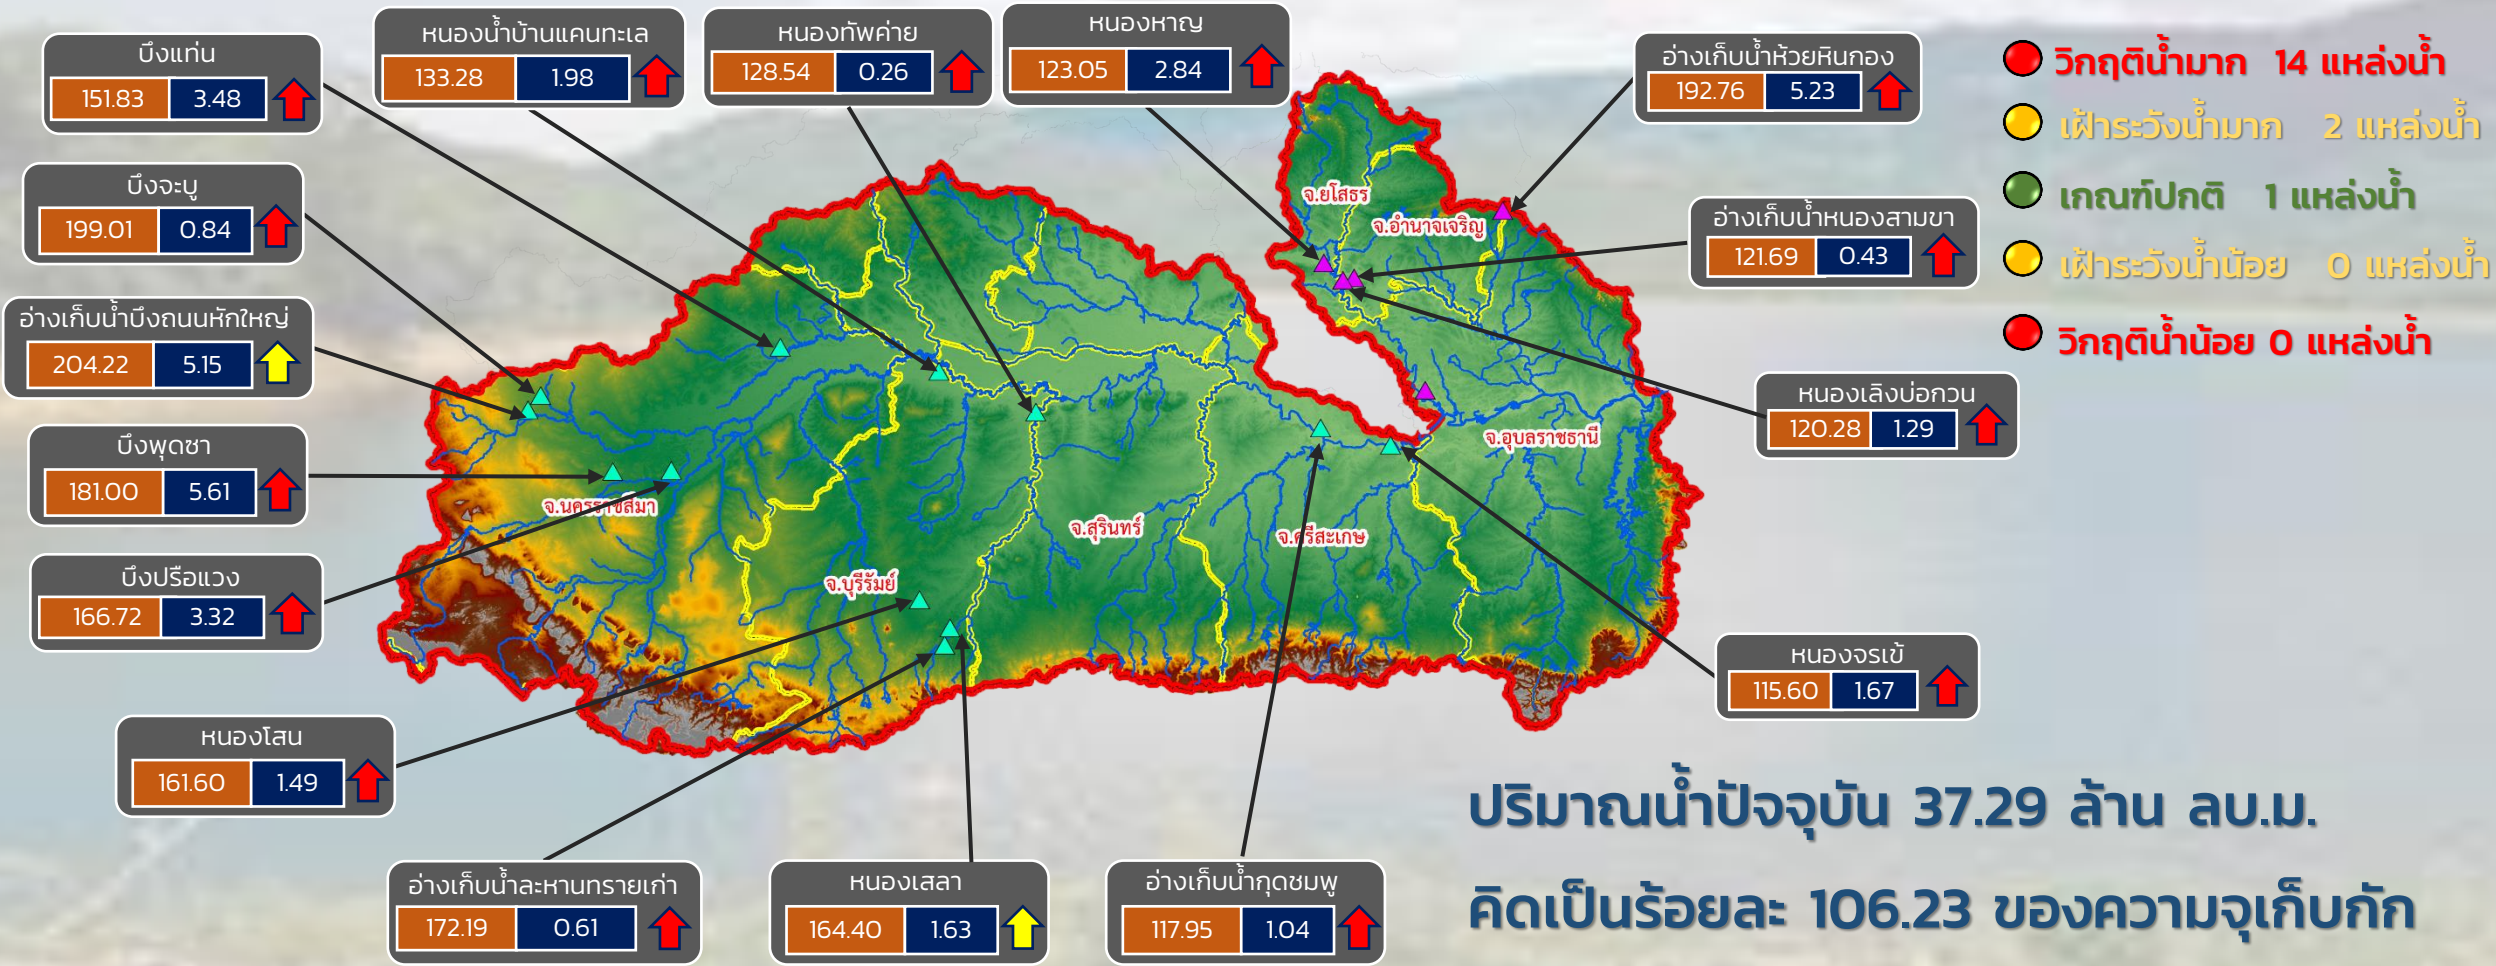 บึงแท่น
151.83 3.48
หนองน้ำบ้านแคนทะเล
133.28 1.98
หนองทัพค่าย
128.54 0.26
หนองหาญ
123.05 2.84
อ่างเก็บน้ำห้วยหินกอง
192.76 5.23
วิกฤติน้ำมาก 14 แหล่งน้ำ
เฝ้าระวังน้ำมาก 2 แหล่งน้ำ
เกณฑ์ปกติ 1 แหล่งน้ำ
เฝ้าระวังน้ำน้อย 0 แหล่งน้ำ
วิกฤติน้ำน้อย 0 แหล่งน้ำ
บึงจะบู
199.01 0.84
อ่างเก็บน้ำหนองสามขา
121.69 0.43
อ่างเก็บน้ำบึงถนนหักใหญ่
204.22 5.15
หนองเลิงบ่อกวน
120.28 1.29
บึงพุดซา
181.00 5.61
บึงปรือแวง
166.72 3.32
จ.ยโสธร
จ.อำนาจเจริญ
จ.อุบลราชธานี
จ.นครราชสีมา
จ.สุรินทร์
จ.ศรีสะเกษ
จ.บุรีรัมย์
หนองจรเข้
115.60 1.67
หนองโสน
161.60 1.49
อ่างเก็บน้ำละหานทรายเก่า
172.19 0.61
หนองเสลา
164.40 1.63
อ่างเก็บน้ำกุดชมพู
117.95 1.04
ปริมาณน้ำปัจจุบัน 37.29 ล้าน ลบ.ม.
คิดเป็นร้อยละ 106.23 ของความจุเก็บกัก